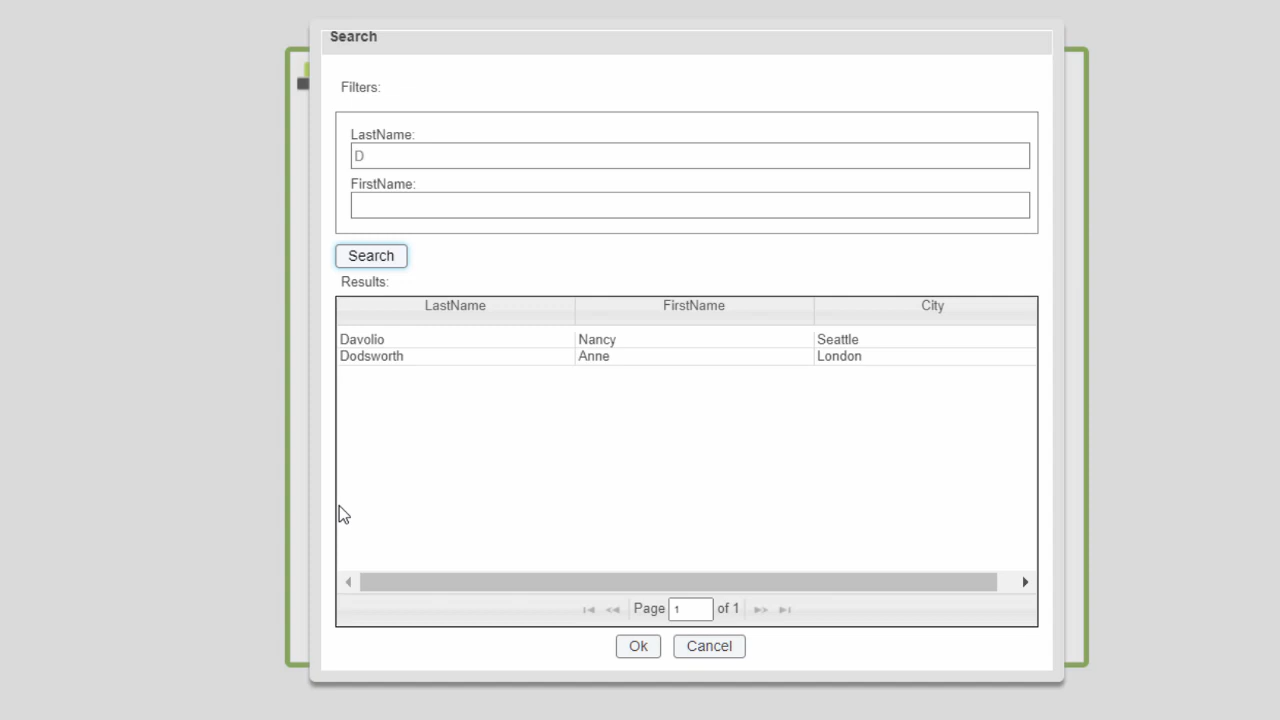 Search
Filters:
LastName:
D
FirstName:
Search
Results:
LastName FirstName City
Davolio Nancy Seattle
Dodsworth Anne London
Page 1 of 1
Ok Cancel